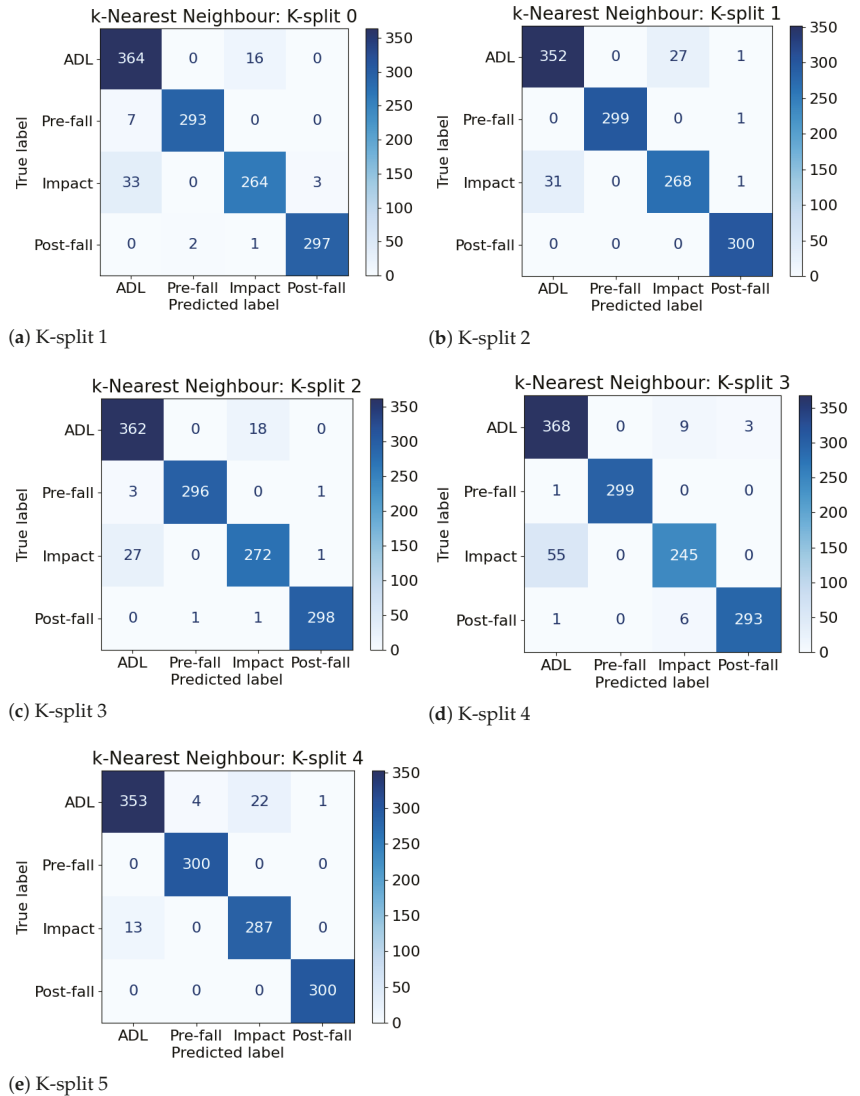 k-Nearest Neighbour: K-split 0
True label
ADL 364 0 16 0
Pre-fall 7 293 0 0
Impact 33 0 264 3
Post-fall 0 2 1 297
ADL Pre-fall Impact Post-fall
Predicted label
350
300
250
200
150
100
50
0
(a) K-split 1
k-Nearest Neighbour: K-split 1
True label
ADL 352 0 27 1
Pre-fall 0 299 0 1
Impact 31 0 268 1
Post-fall 0 0 0 300
ADL Pre-fall Impact Post-fall
Predicted label
350
300
250
200
150
100
50
0
(b) K-split 2
k-Nearest Neighbour: K-split 2
True label
ADL 362 0 18 0
Pre-fall 3 296 0 1
Impact 27 0 272 1
Post-fall 0 1 1 298
ADL Pre-fall Impact Post-fall
Predicted label
350
300
250
200
150
100
50
0
(c) K-split 3
k-Nearest Neighbour: K-split 3
True label
ADL 368 0 9 3
Pre-fall 1 299 0 0
Impact 55 0 245 0
Post-fall 1 0 6 293
ADL Pre-fall Impact Post-fall
Predicted label
350
300
250
200
150
100
50
0
(d) K-split 4
k-Nearest Neighbour: K-split 4
True label
ADL 353 4 22 1
Pre-fall 0 300 0 0
Impact 13 0 287 0
Post-fall 0 0 0 300
ADL Pre-fall Impact Post-fall
Predicted label
350
300
250
200
150
100
50
0
(e) K-split 5